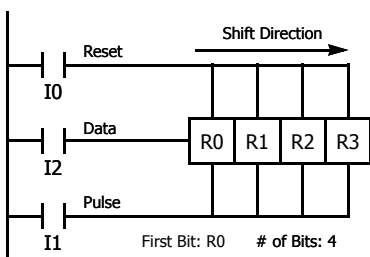 Shift Direction
Reset
I0
Data
I2
R0 R1 R2 R3
Pulse
I1
First Bit: R0 # of Bits: 4